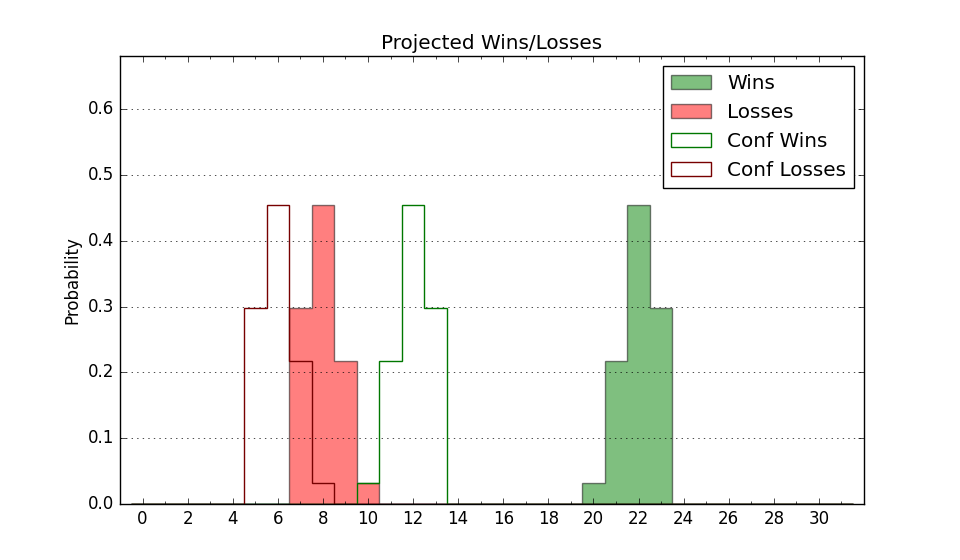 Projected Wins/Losses
Wins
Losses
Conf Wins
Conf Losses
Probability
0.6
0.5
0.4
0.3
0.2
0.1
0.0
0 2 4 6 8 10 12 14 16 18 20 22 24 26 28 30